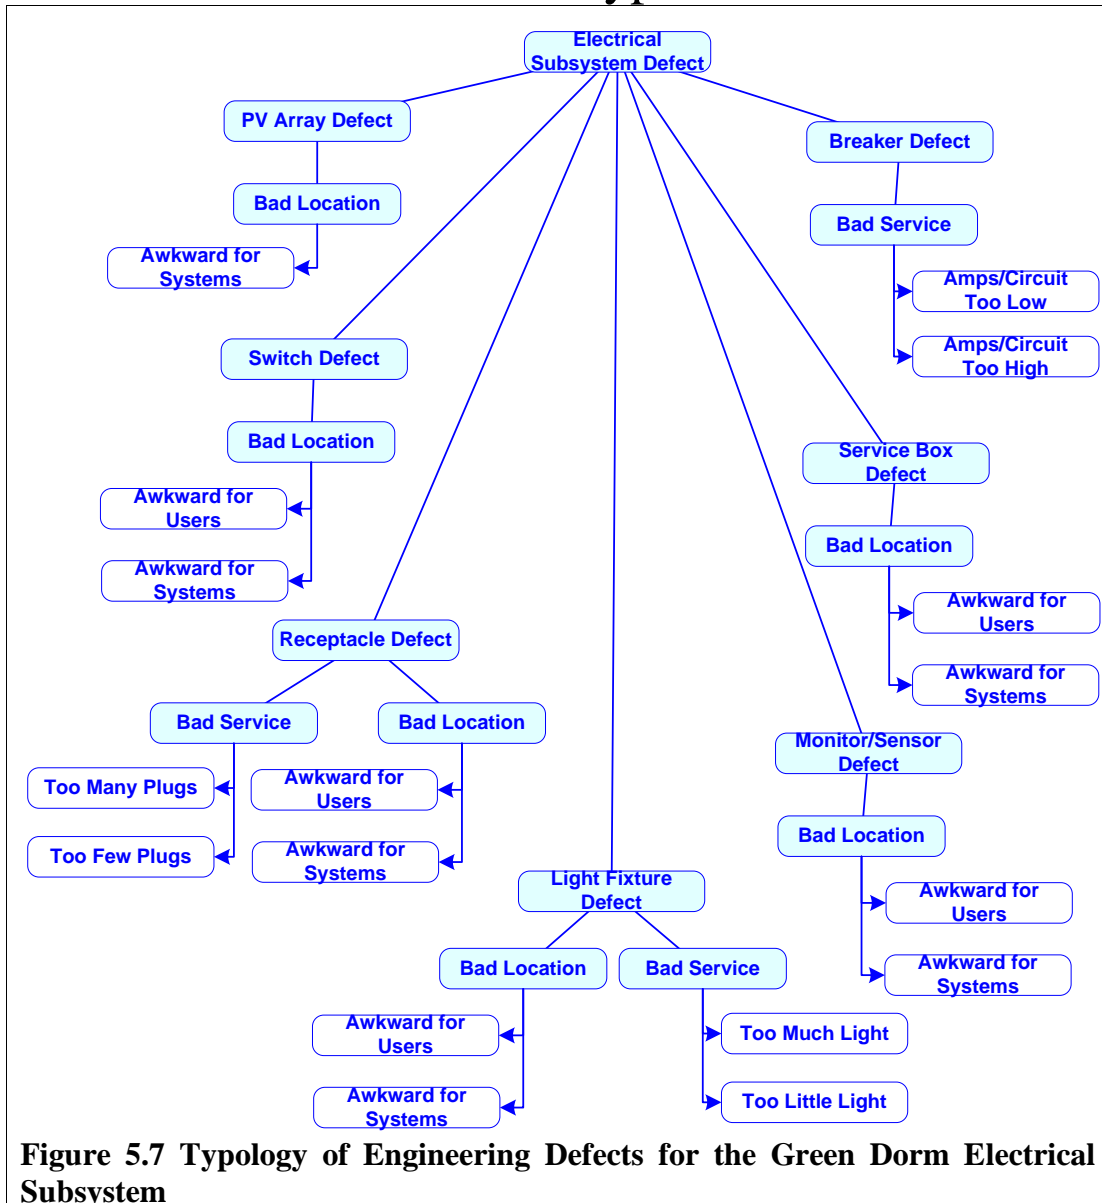 Electrical
Subsystem Defect
PV Array Defect
Bad Location
Awkward for
Systems
Breaker Defect
Bad Service
Amps/Circuit
Too Low
Amps/Circuit
Too High
Switch Defect
Bad Location
Awkward for
Users
Awkward for
Systems
Service Box
Defect
Bad Location
Awkward for
Users
Awkward for
Systems
Receptacle Defect
Bad Service
Too Many Plugs
Too Few Plugs
Bad Location
Awkward for
Users
Awkward for
Systems
Monitor/Sensor
Defect
Bad Location
Awkward for
Users
Awkward for
Systems
Light Fixture
Defect
Bad Location
Awkward for
Users
Awkward for
Systems
Bad Service
Too Much Light
Too Little Light
Figure 5.7 Typology of Engineering Defects for the Green Dorm Electrical
Subsystem